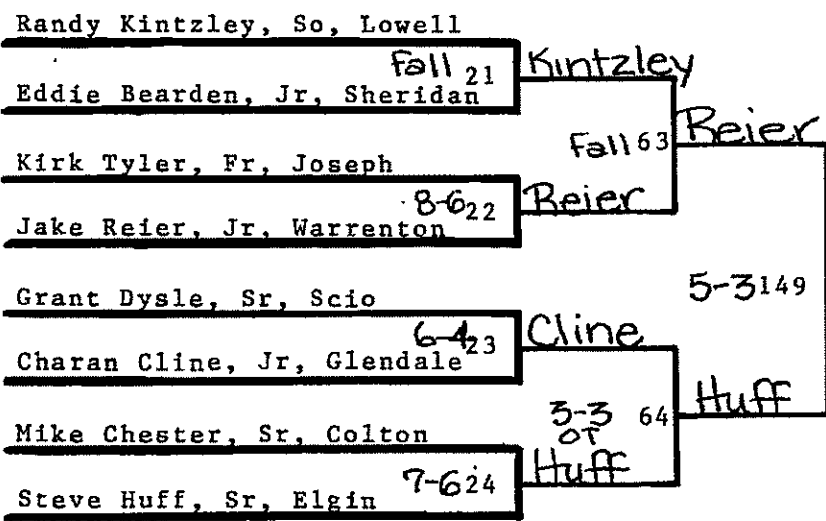 Randy Kintzley, So, Lowell
Fall 21 Kintzley
Eddie Bearden, Jr, Sheridan
Fall 63 Reier
Kirk Tyler, Fr, Joseph
8-6 22 Reier
Jake Reier, Jr, Warrenton
5-3 149
Grant Dysle, Sr, Scio
6-4 23 Cline
Charan Cline, Jr, Glendale
3-3 64 Huff
OT
Mike Chester, Sr, Colton
7-6 24 Huff
Steve Huff, Sr, Elgin